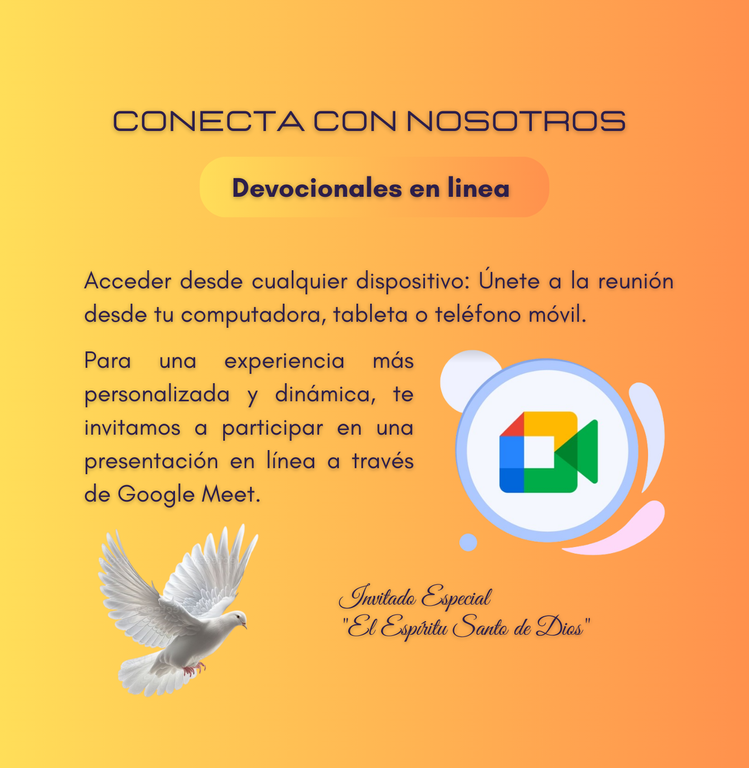 CONECTA CON NOSOTROS
Devocionales en linea
Acceder desde cualquier dispositivo: Únete a la reunión
desde tu computadora, tableta o teléfono móvil.
Para una experiencia más
personalizada y dinámica, te
invitamos a participar en una
presentación en línea a través
de Google Meet.
Invitado Especial
"El Espíritu Santo de Dios"